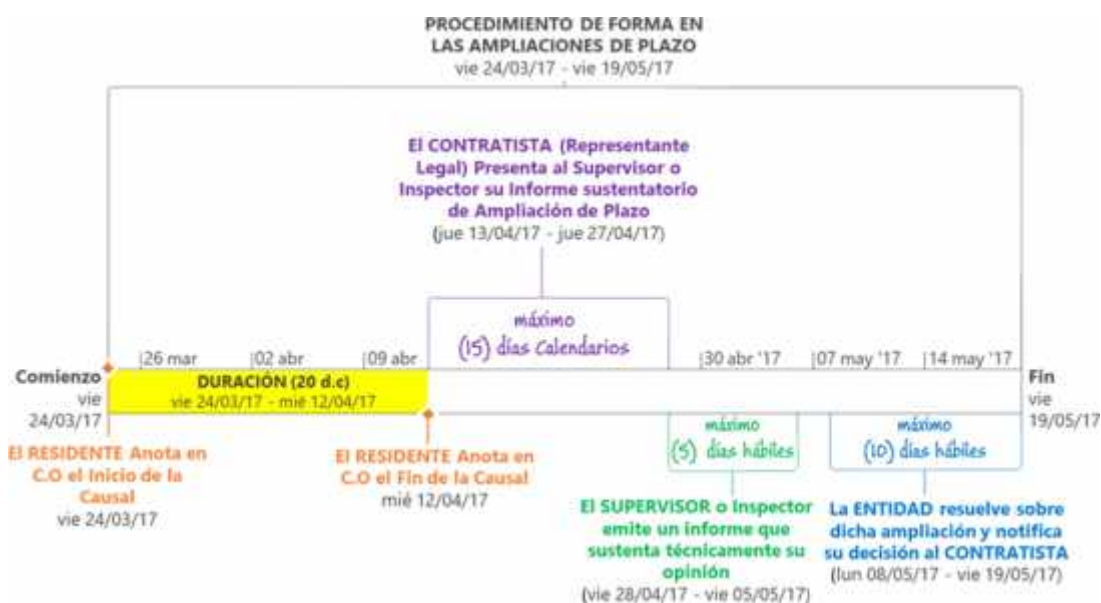 PROCEDIMIENTO DE FORMA EN
LAS AMPLIACIONES DE PLAZO
vie 24/03/17 - vie 19/05/17
El CONTRATISTA (Representante
Legal) Presenta al Supervisor o
Inspector su Informe sustentatorio
de Ampliación de Plazo
(jue 13/04/17 - jue 27/04/17)
máximo
(15) días Calendarios
|26 mar |02 abr |09 abr |30 abr '17 |07 may '17 |14 may '17
Comienzo
vie
24/03/17
DURACIÓN (20 d.c)
vie 24/03/17 - mié 12/04/17
Fin
vie
19/05/17
El RESIDENTE Anota en
C.O el Inicio de la
Causal
vie 24/03/17
El RESIDENTE Anota en
C.O el Fin de la Causal
mié 12/04/17
máximo
(5) días hábiles
máximo
(10) días hábiles
El SUPERVISOR o Inspector
emite un informe que
sustenta técnicamente su
opinión
(vie 28/04/17 - vie 05/05/17)
La ENTIDAD resuelve sobre
dicha ampliación y notifica
su decisión al CONTRATISTA
(lun 08/05/17 - vie 19/05/17)